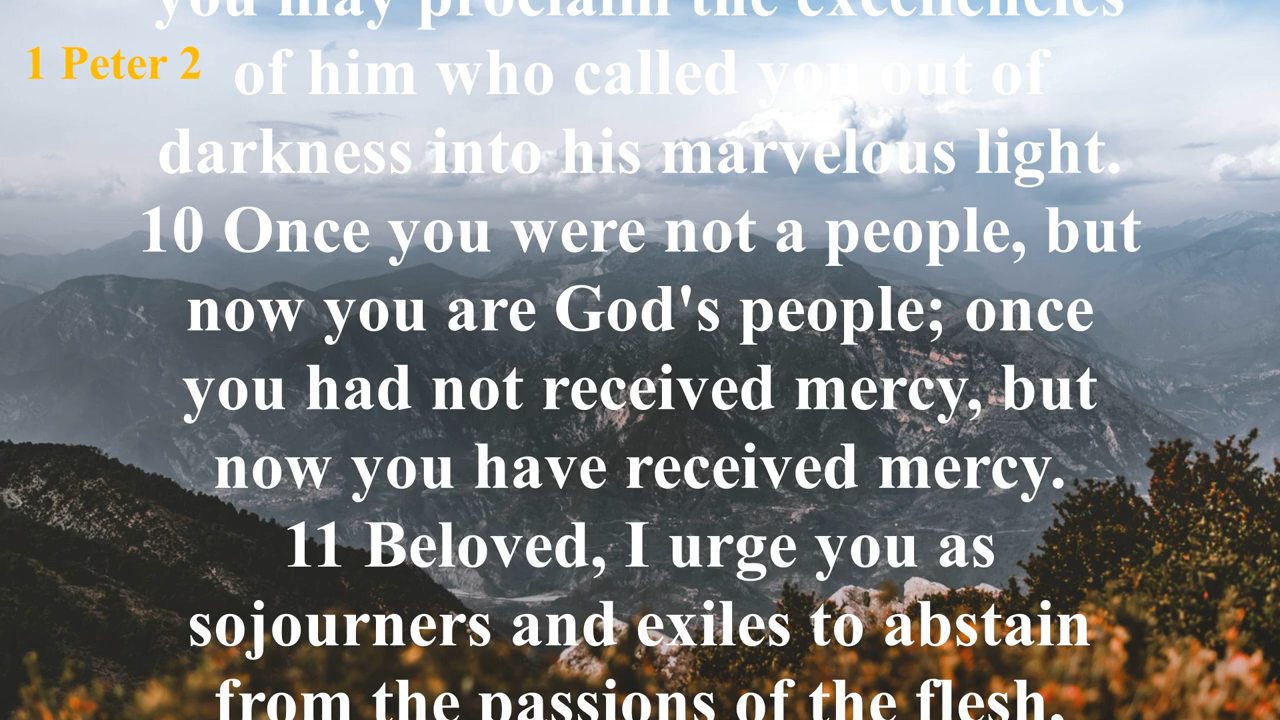 you may proclaim the excellencies
1 Peter 2
of him who called you out of
darkness into his marvelous light.
10 Once you were not a people, but
now you are God's people; once
you had not received mercy, but
now you have received mercy.
11 Beloved, I urge you as
sojourners and exiles to abstain
from the passions of the flesh,